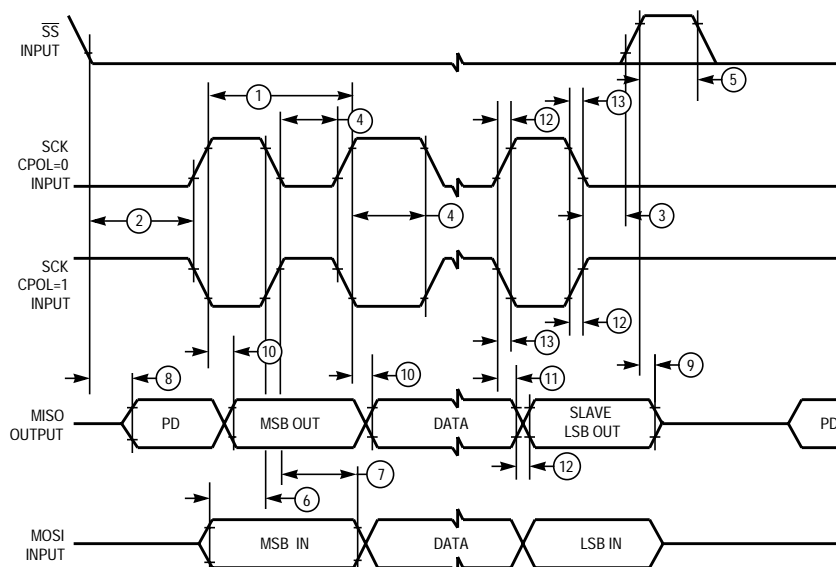 SS
INPUT
5
1
13
12
4
SCK
CPOL=0
INPUT
2
4
3
SCK
CPOL=1
INPUT
12
13
10
10
9
8
11
MISO
OUTPUT
PD
MSB OUT
DATA
SLAVE
LSB OUT
PD
12
7
6
MOSI
INPUT
MSB IN
DATA
LSB IN